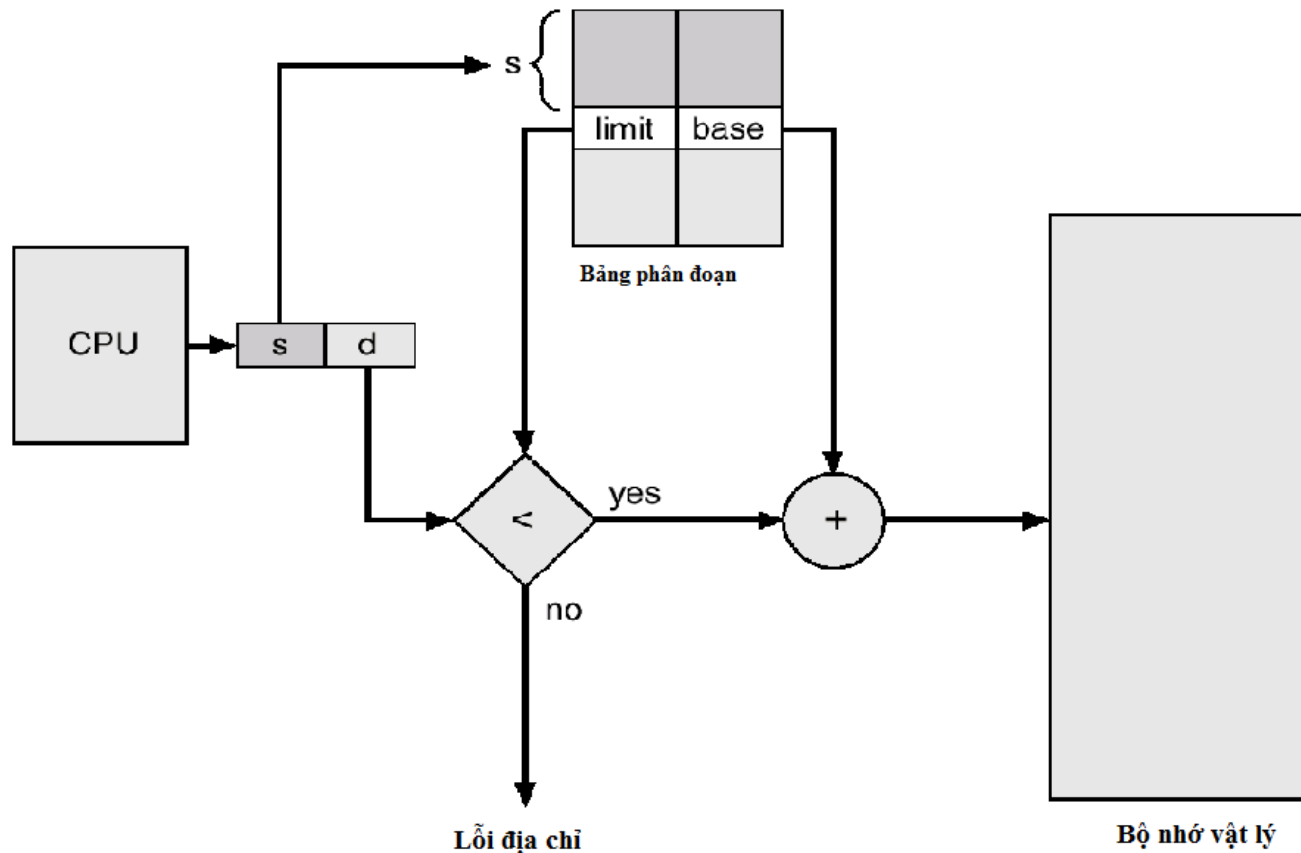 s
limit base
Bảng phân đoạn
CPU
s d
<
yes
+
no
Lỗi địa chỉ
Bộ nhớ vật lý